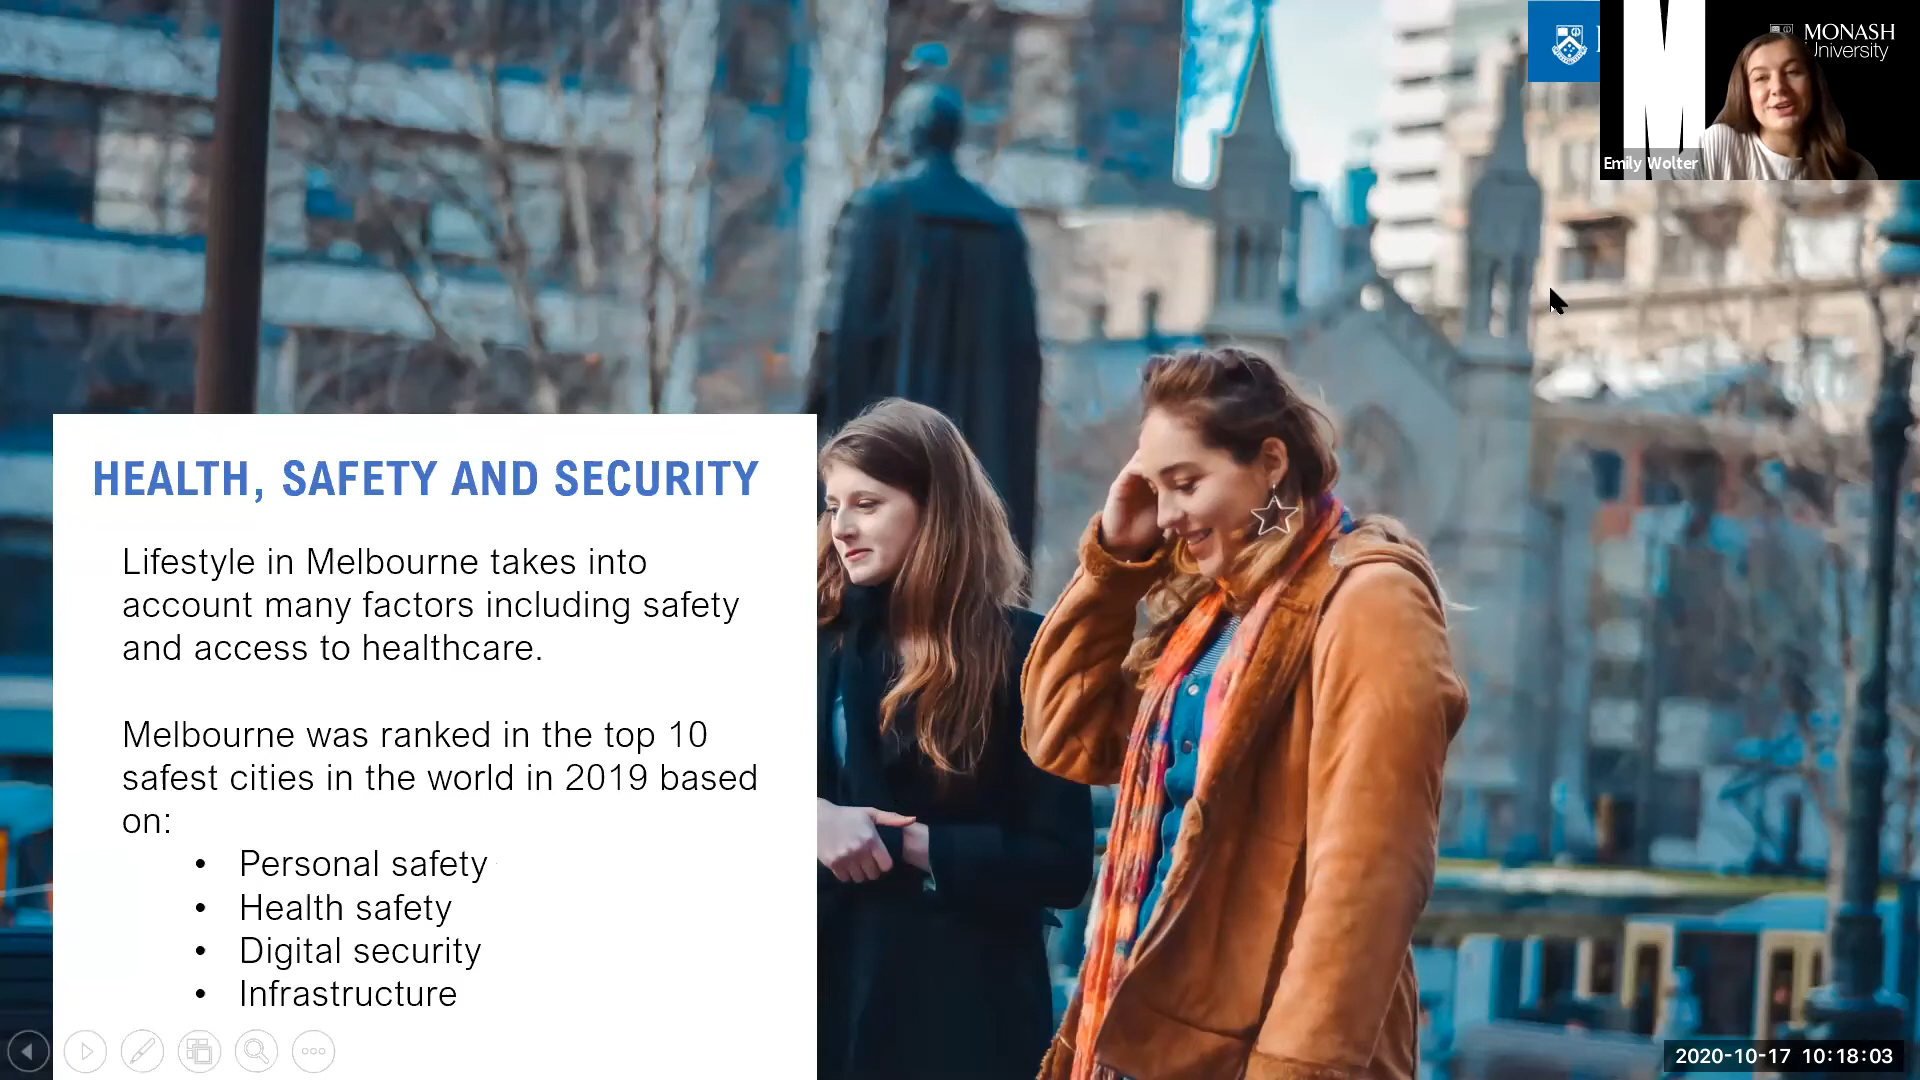 MONASH
University
Emily Wolter
HEALTH, SAFETY AND SECURITY
Lifestyle in Melbourne takes into
account many factors including safety
and access to healthcare.
Melbourne was ranked in the top 10
safest cities in the world in 2019 based
on:
• Personal safety
• Health safety
• Digital security
• Infrastructure
2020-10-17 10:18:03